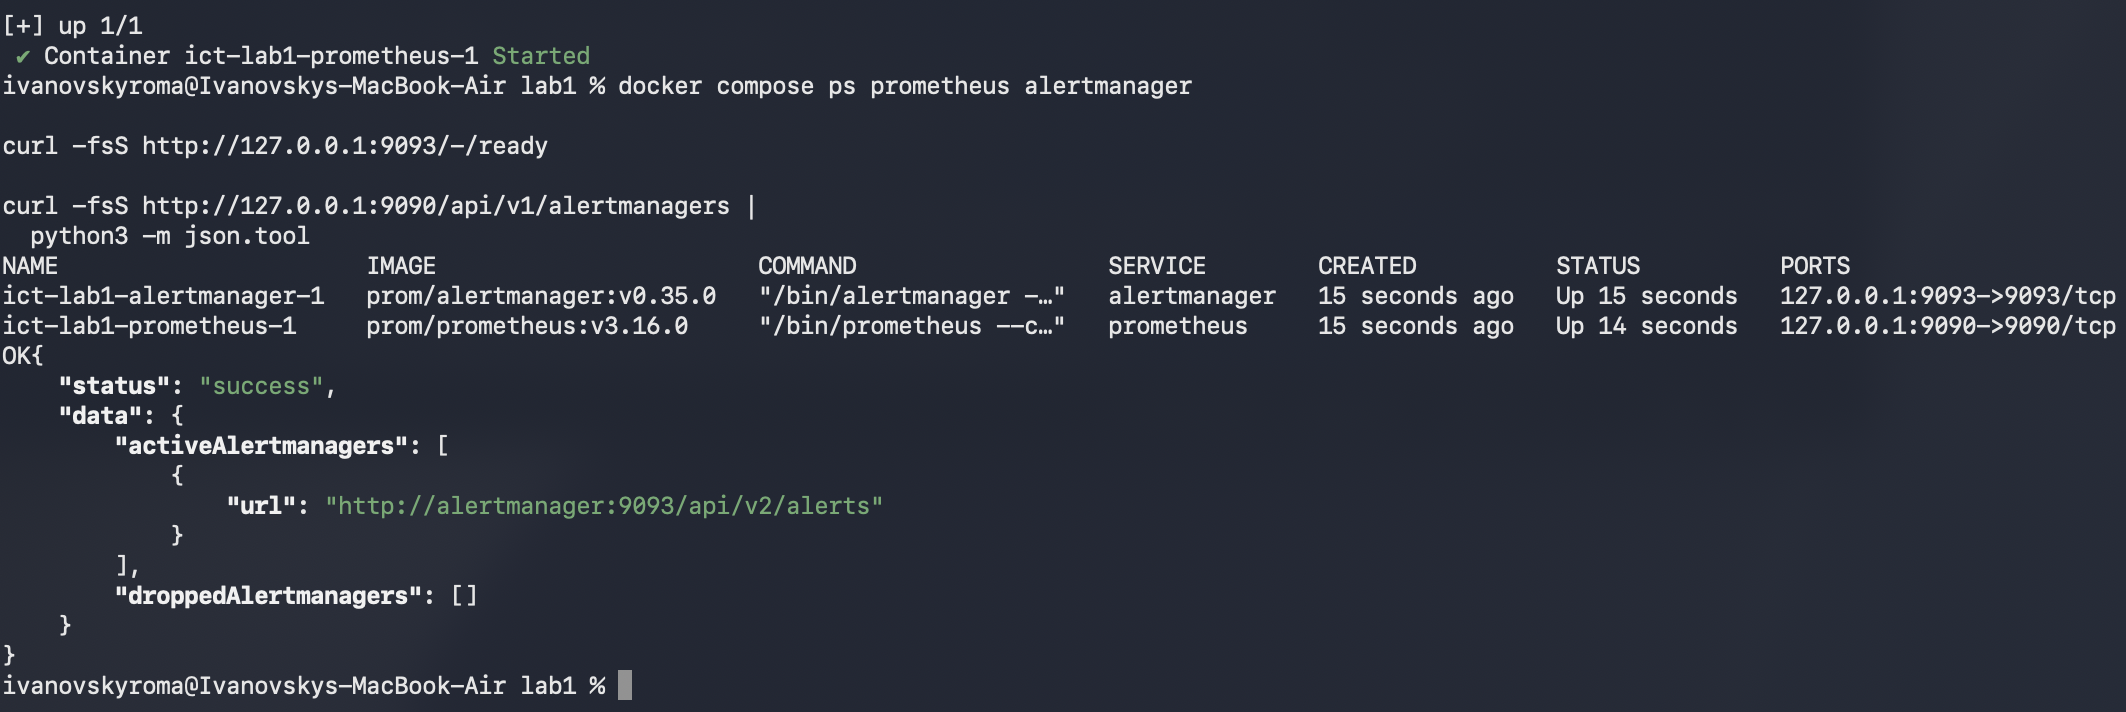 [+] up 1/1
 ✔ Container ict-lab1-prometheus-1 Started
ivanovskyroma@Ivanovskys-MacBook-Air lab1 % docker compose ps prometheus alertmanager

curl -fsS http://127.0.0.1:9093/-/ready

curl -fsS http://127.0.0.1:9090/api/v1/alertmanagers |
  python3 -m json.tool
NAME                      IMAGE                       COMMAND                  SERVICE        CREATED          STATUS          PORTS
ict-lab1-alertmanager-1   prom/alertmanager:v0.35.0   "/bin/alertmanager -…"   alertmanager   15 seconds ago   Up 15 seconds   127.0.0.1:9093->9093/tcp
ict-lab1-prometheus-1     prom/prometheus:v3.16.0     "/bin/prometheus --c…"   prometheus     15 seconds ago   Up 14 seconds   127.0.0.1:9090->9090/tcp
OK{
    "status": "success",
    "data": {
        "activeAlertmanagers": [
            {
                "url": "http://alertmanager:9093/api/v2/alerts"
            }
        ],
        "droppedAlertmanagers": []
    }
}
ivanovskyroma@Ivanovskys-MacBook-Air lab1 %